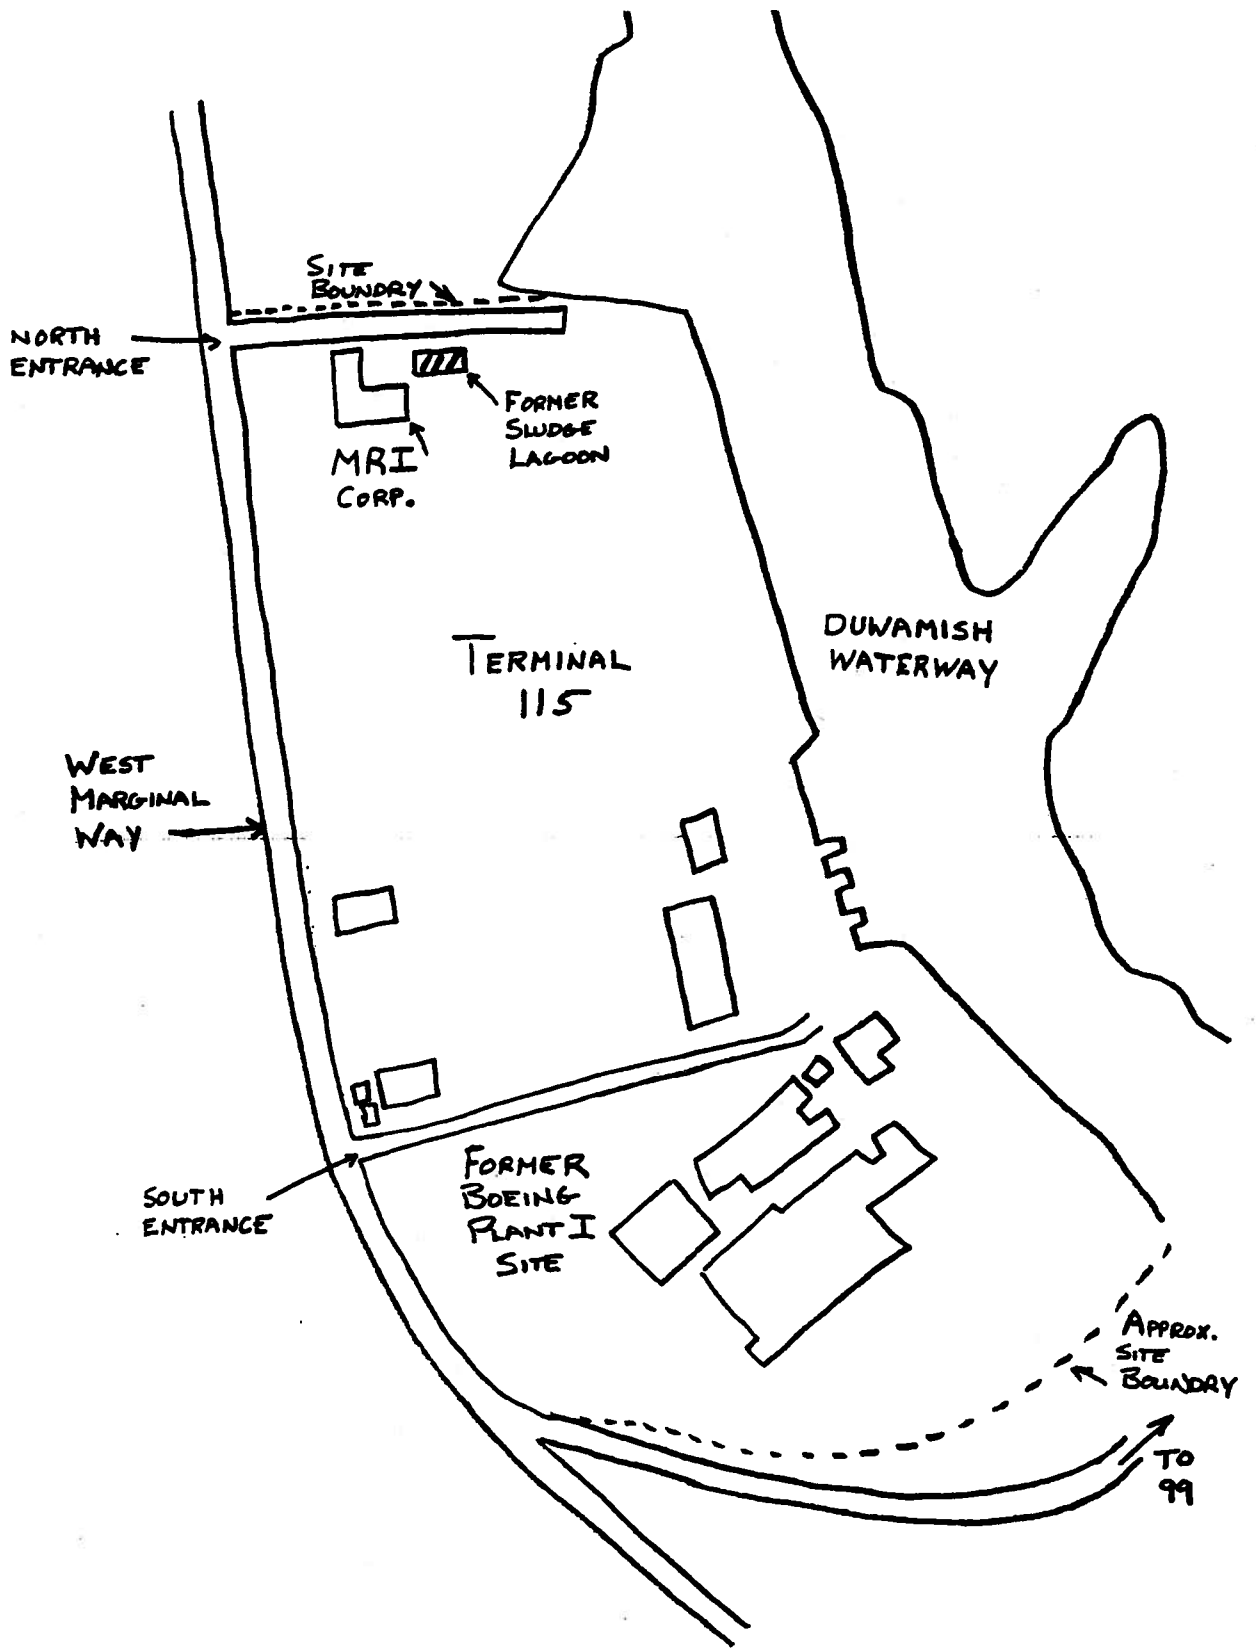 SITE
BOUNDRY
NORTH
ENTRANCE
FORMER
SLUDGE
LAGOON
MRI
CORP.
DUWAMISH
WATERWAY
TERMINAL
115
WEST
MARGINAL
WAY
FORMER
BOEING
PLANT I
SITE
SOUTH
ENTRANCE
APPROX.
SITE
BOUNDRY
TO
99